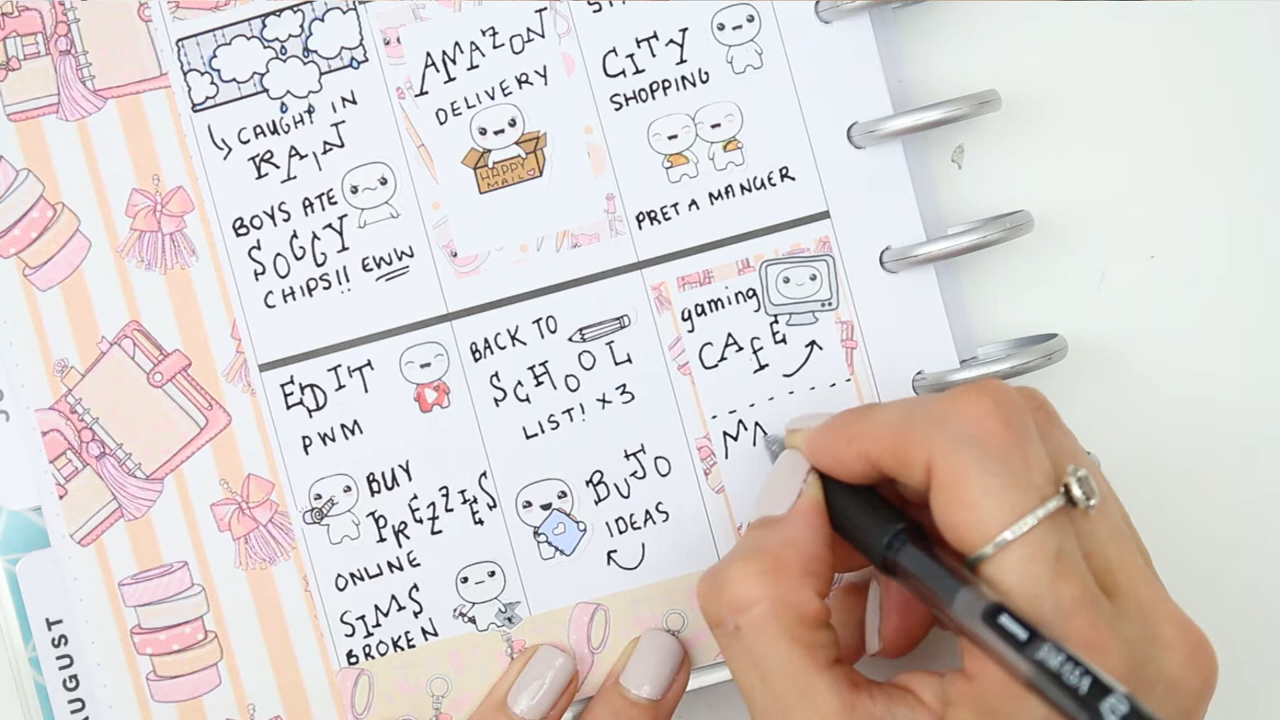 CAUGHT IN
RAIN
BOYS ATE
SOGGY
CHIPS!! EWW
AMAZON
DELIVERY
HAPPY
MAIL
CITY
SHOPPING
PRET A MANGER
EDIT
PWM
BUY
PREZZIES
ONLINE
SIMS
BROKEN
BACK TO
SCHOOL
LIST! x3
BUJO
IDEAS
gaming
CAFE
MA
AUGUST